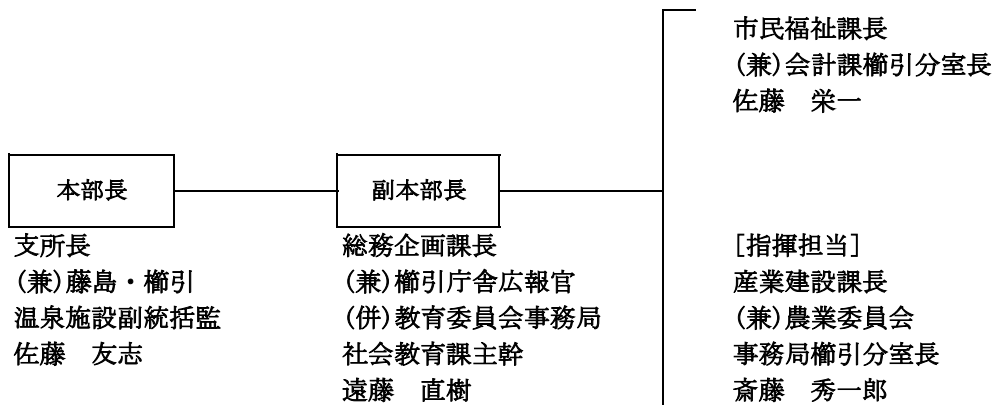 本部長
支所長
(兼)藤島・櫛引
温泉施設副統括監
佐藤　友志
副本部長
総務企画課長
(兼)櫛引庁舎広報官
(併)教育委員会事務局
社会教育課主幹
遠藤　直樹
市民福祉課長
(兼)会計課櫛引分室長
佐藤　栄一
[指揮担当]
産業建設課長
(兼)農業委員会
事務局櫛引分室長
斎藤　秀一郎